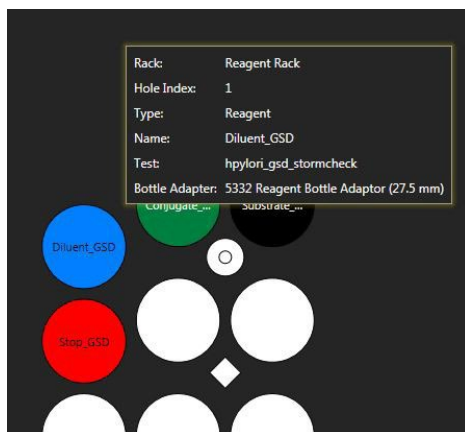 Rack: Reagent Rack
Hole Index: 1
Type: Reagent
Name: Diluent_GSD
Test: hpylori_gsd_stormcheck
Bottle Adapter: 5332 Reagent Bottle Adaptor (27.5 mm)
Conjugate_... Substrate_...
Diluent_GSD
Stop_GSD